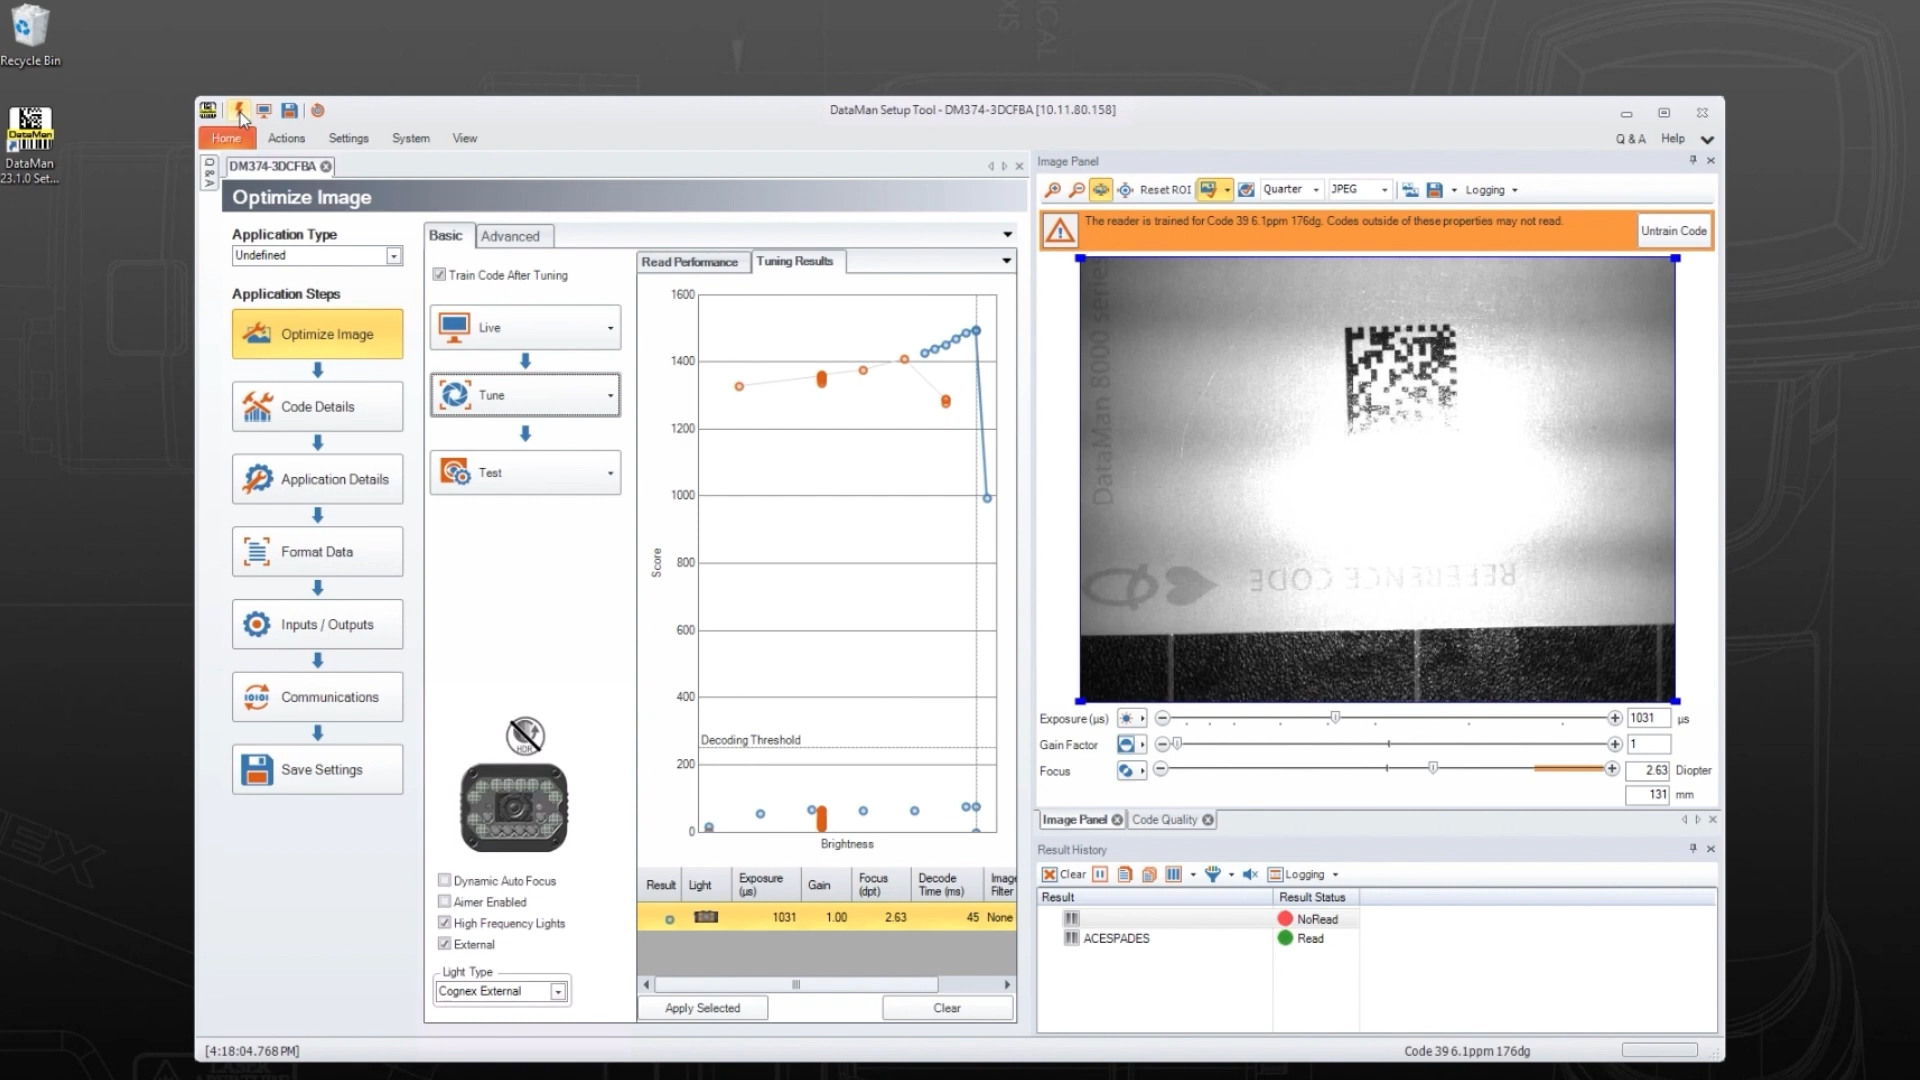 Recycle Bin
DataMan
DataMan
23.1.0 Set...
DataMan Setup Tool - DM374-3DCFBA [10.11.80.158]
Home Actions Settings System View
Q & A Help
Q & A
DM374-3DCFBA
Optimize Image
Application Type
Undefined
Application Steps
Optimize Image
Code Details
Application Details
Format Data
Inputs / Outputs
Communications
Save Settings
Basic Advanced
Train Code After Tuning
Live
Tune
Test
HDR
Dynamic Auto Focus
Aimer Enabled
High Frequency Lights
External
Light Type
Cognex External
Read Performance Tuning Results
1600
1400
1200
1000
800
600
400
200
0
Score
Decoding Threshold
Brightness
Result Light Exposure (µs) Gain Focus (dpt) Decode Time (ms) Image Filter
1031 1.00 2.63 45 None
Apply Selected Clear
Image Panel
Reset ROI Quarter JPEG Logging
The reader is trained for Code 39 6.1ppm 176dg. Codes outside of these properties may not read.
Untrain Code
DataMan 8000 series
REFERENCE CODE
Exposure (µs) 1031 µs
Gain Factor 1
Focus 2.63 Diopter
131 mm
Image Panel Code Quality
Result History
Clear Logging
Result Result Status
NoRead
ACESPADES Read
[4:18:04.768 PM]
Code 39 6.1ppm 176dg